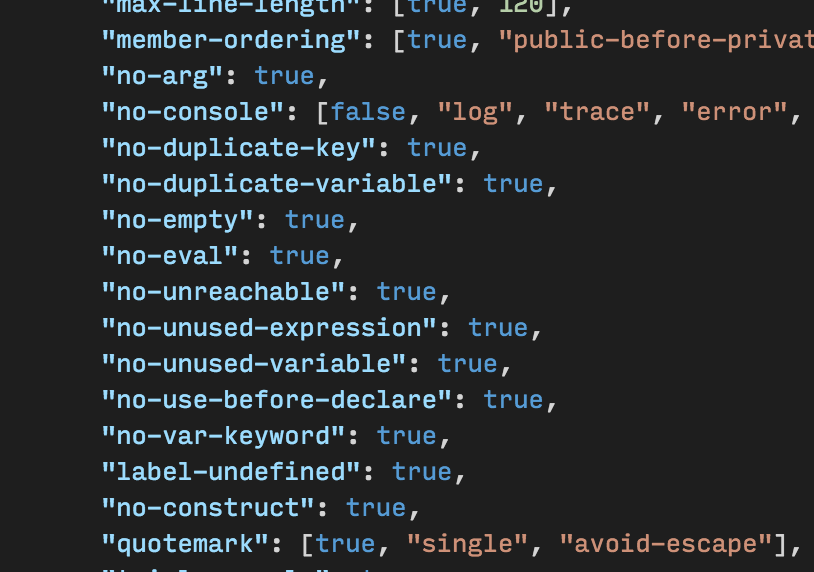 "max-line-length": [true, 120],
"member-ordering": [true, "public-before-privat
"no-arg": true,
"no-console": [false, "log", "trace", "error",
"no-duplicate-key": true,
"no-duplicate-variable": true,
"no-empty": true,
"no-eval": true,
"no-unreachable": true,
"no-unused-expression": true,
"no-unused-variable": true,
"no-use-before-declare": true,
"no-var-keyword": true,
"label-undefined": true,
"no-construct": true,
"quotemark": [true, "single", "avoid-escape"],